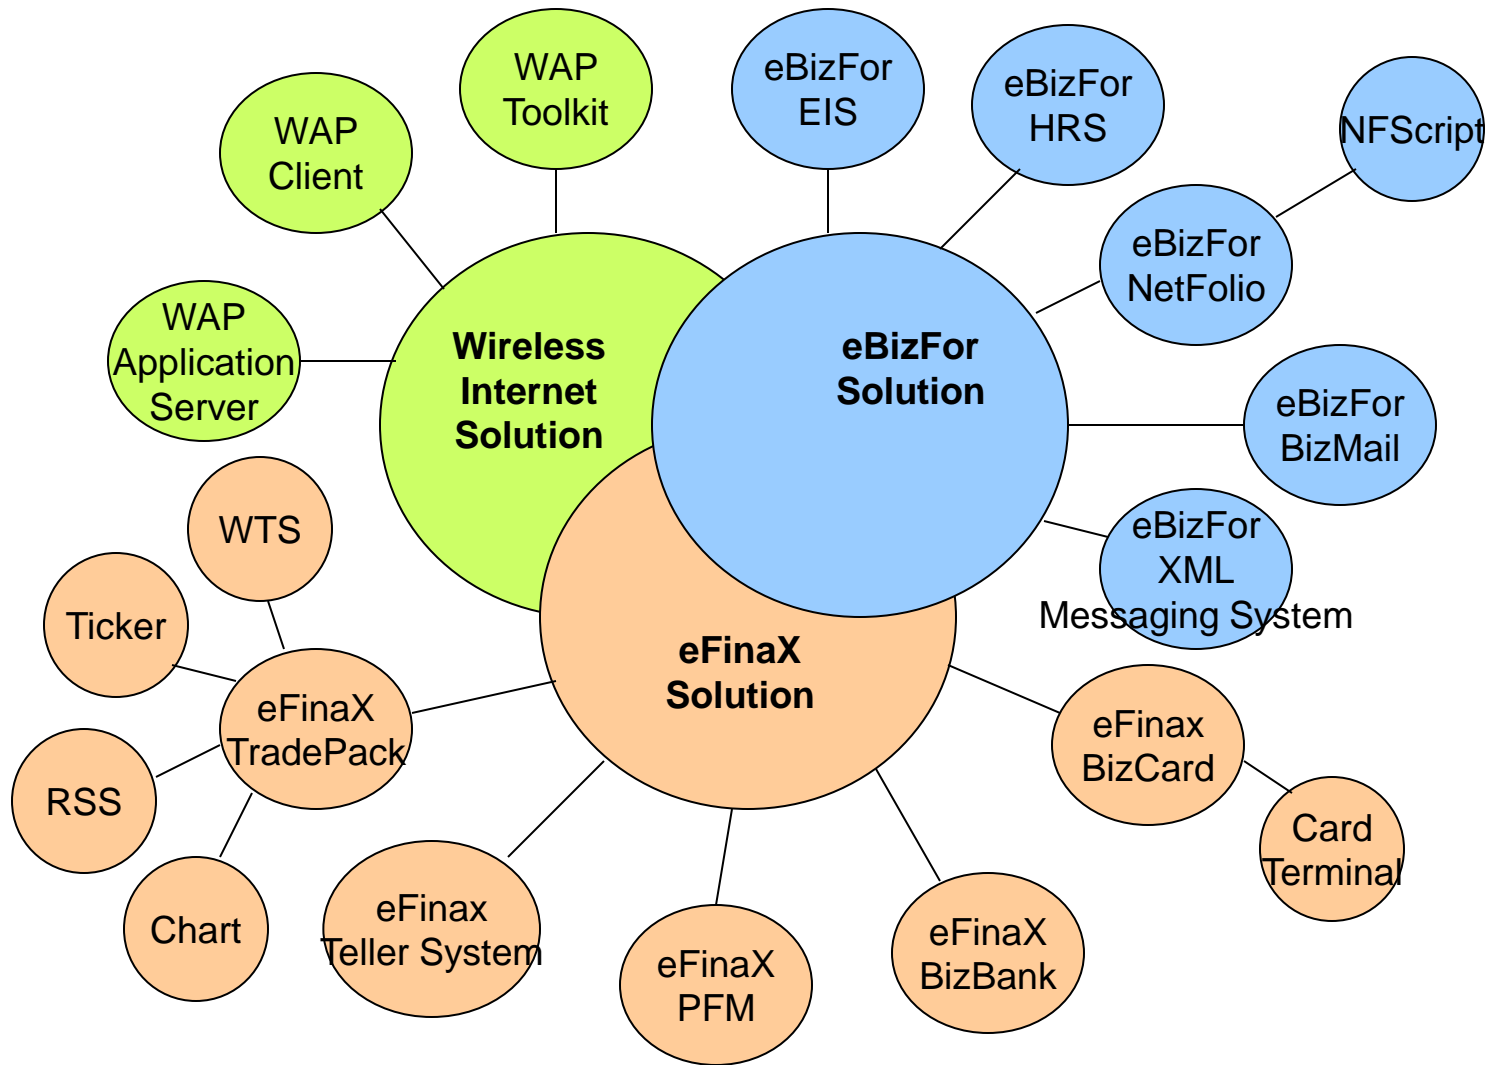 WAP
Toolkit
eBizFor
EIS
eBizFor
HRS
NFScript
WAP
Client
eBizFor
NetFolio
WAP
Application
Server
Wireless
Internet
Solution
eBizFor
Solution
eBizFor
BizMail
WTS
eBizFor
XML
Messaging System
Ticker
eFinaX
Solution
eFinaX
TradePack
eFinax
BizCard
RSS
Card
Terminal
Chart
eFinax
Teller System
eFinaX
PFM
eFinaX
BizBank